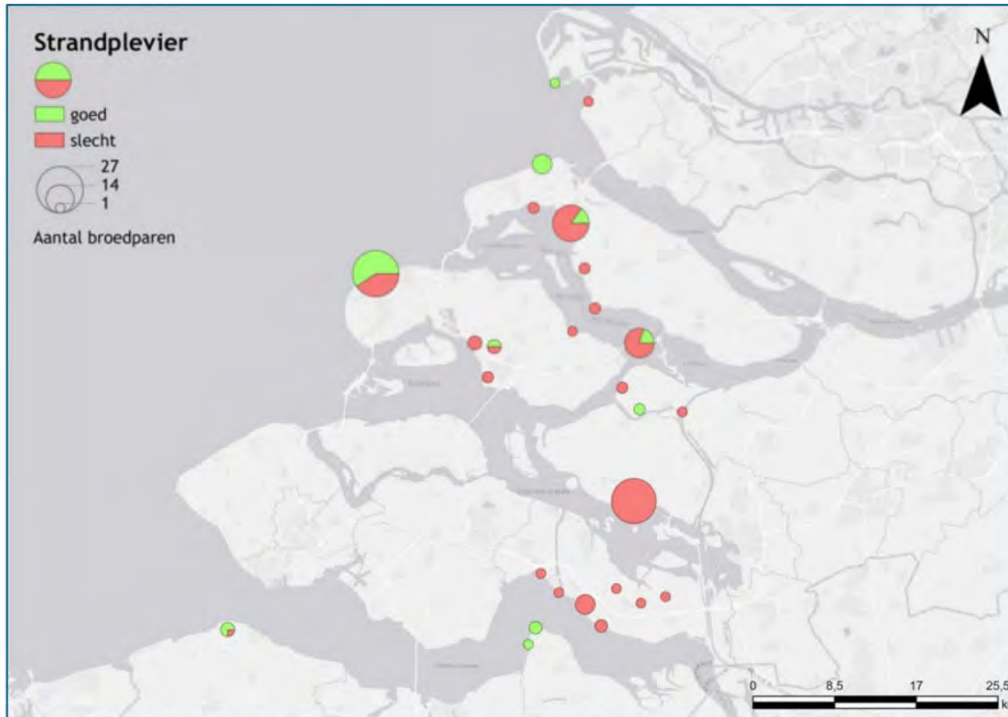 Strandplevier
goed
slecht
27
14
1
Aantal broedparen
N
0 8,5 17 25,5